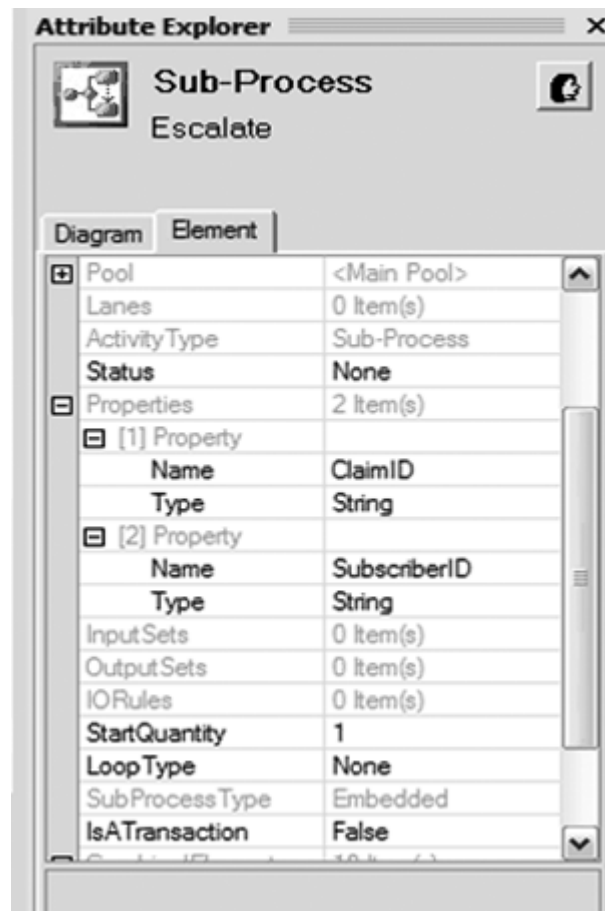 Attribute Explorer
Sub-Process
Escalate
Diagram Element
Pool <Main Pool>
Lanes 0 Item(s)
ActivityType Sub-Process
Status None
Properties 2 Item(s)
[1] Property
Name ClaimID
Type String
[2] Property
Name SubscriberID
Type String
InputSets 0 Item(s)
OutputSets 0 Item(s)
IORules 0 Item(s)
StartQuantity 1
LoopType None
SubProcessType Embedded
IsATransaction False